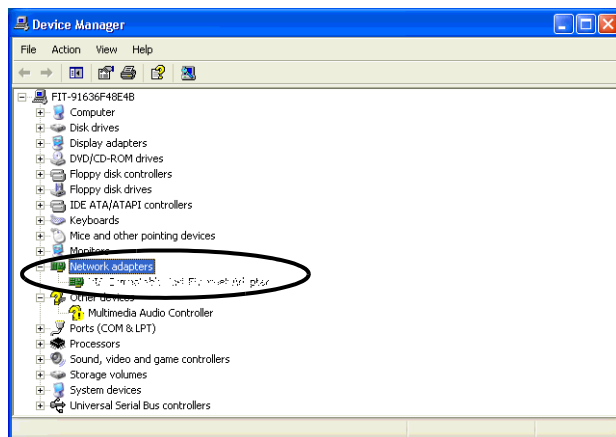 Device Manager
File Action View Help
FIT-91636F48E4B
Computer
Disk drives
Display adapters
DVD/CD-ROM drives
Floppy disk controllers
Floppy disk drives
IDE ATA/ATAPI controllers
Keyboards
Mice and other pointing devices
Monitors
Network adapters
Adapter
Other devices
Multimedia Audio Controller
Ports (COM & LPT)
Processors
Sound, video and game controllers
Storage volumes
System devices
Universal Serial Bus controllers